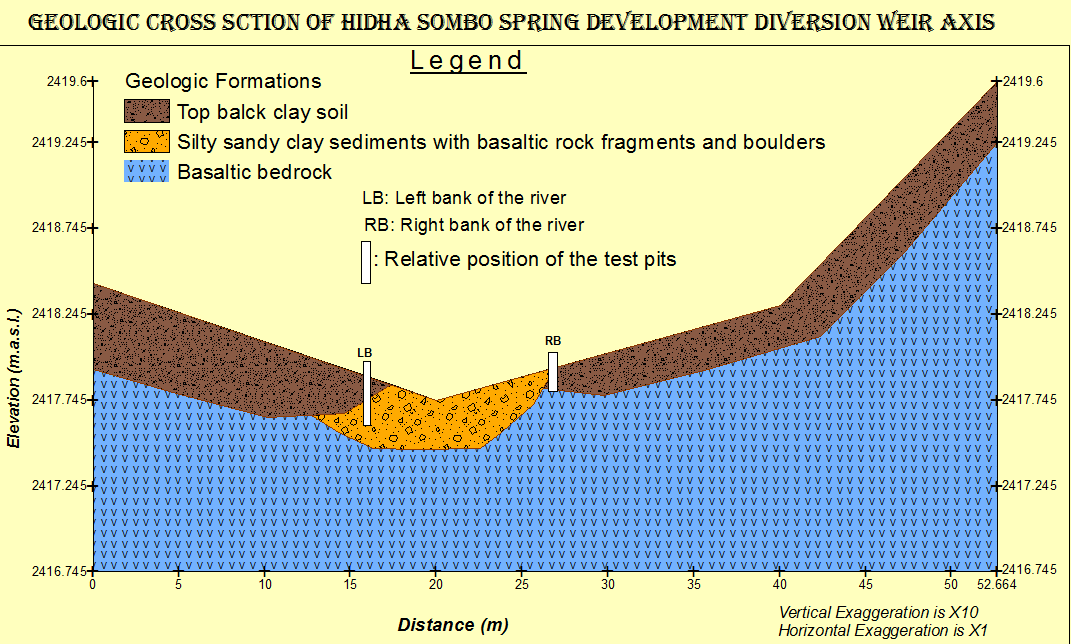 GEOLOGIC CROSS SCTION OF HIDHA SOMBO SPRING DEVELOPMENT DIVERSION WEIR AXIS
Legend
Geologic Formations
Top balck clay soil
Silty sandy clay sediments with basaltic rock fragments and boulders
Basaltic bedrock
LB: Left bank of the river
RB: Right bank of the river
: Relative position of the test pits
2419.6
2419.245
2418.745
2418.245
2417.745
2417.245
2416.745
Elevation (m.a.s.l.)
LB
RB
2419.6
2419.245
2418.745
2418.245
2417.745
2417.245
2416.745
0 5 10 15 20 25 30 35 40 45 50 52.664
Distance (m)
Vertical Exaggeration is X10
Horizontal Exaggeration is X1